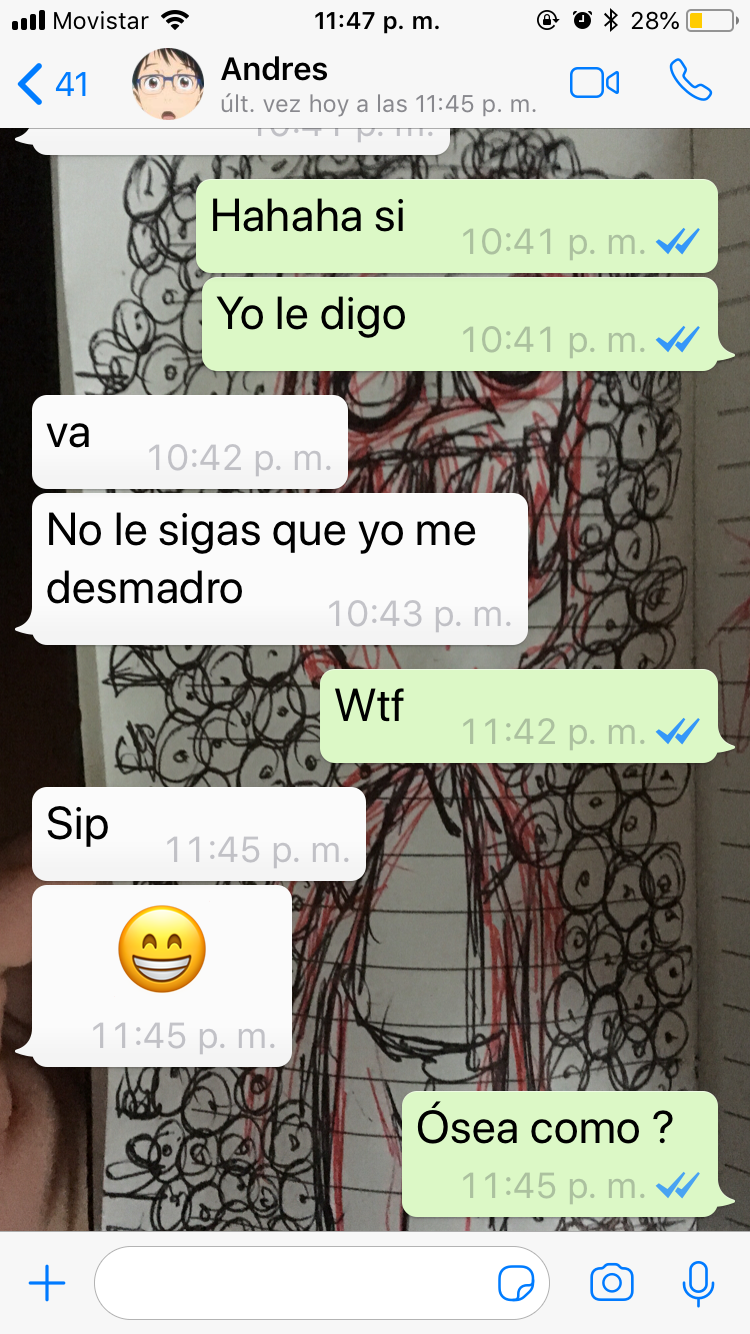 Movistar 11:47 p. m. 28%
41 Andres
últ. vez hoy a las 11:45 p. m.
10:41 p. m.
Hahaha si
10:41 p. m.
Yo le digo
10:41 p. m.
va
10:42 p. m.
No le sigas que yo me
desmadro
10:43 p. m.
Wtf
11:42 p. m.
Sip
11:45 p. m.
11:45 p. m.
Ósea como ?
11:45 p. m.